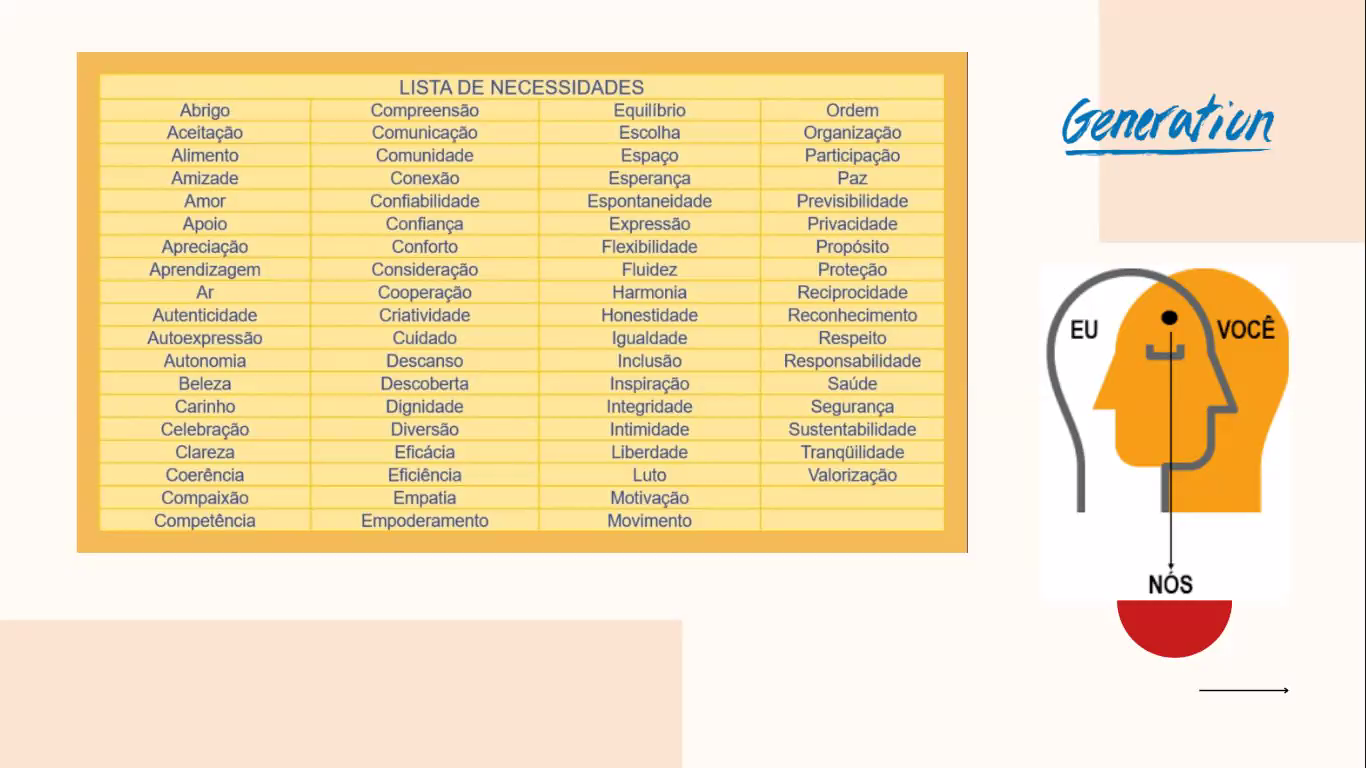 LISTA DE NECESSIDADES
Abrigo Compreensão Equilíbrio Ordem
Aceitação Comunicação Escolha Organização
Alimento Comunidade Espaço Participação
Amizade Conexão Esperança Paz
Amor Confiabilidade Espontaneidade Previsibilidade
Apoio Confiança Expressão Privacidade
Apreciação Conforto Flexibilidade Propósito
Aprendizagem Consideração Fluidez Proteção
Ar Cooperação Harmonia Reciprocidade
Autenticidade Criatividade Honestidade Reconhecimento
Autoexpressão Cuidado Igualdade Respeito
Autonomia Descanso Inclusão Responsabilidade
Beleza Descoberta Inspiração Saúde
Carinho Dignidade Integridade Segurança
Celebração Diversão Intimidade Sustentabilidade
Clareza Eficácia Liberdade Tranqüilidade
Coerência Eficiência Luto Valorização
Compaixão Empatia Motivação
Competência Empoderamento Movimento
Generation
EU VOCÊ
NÓS